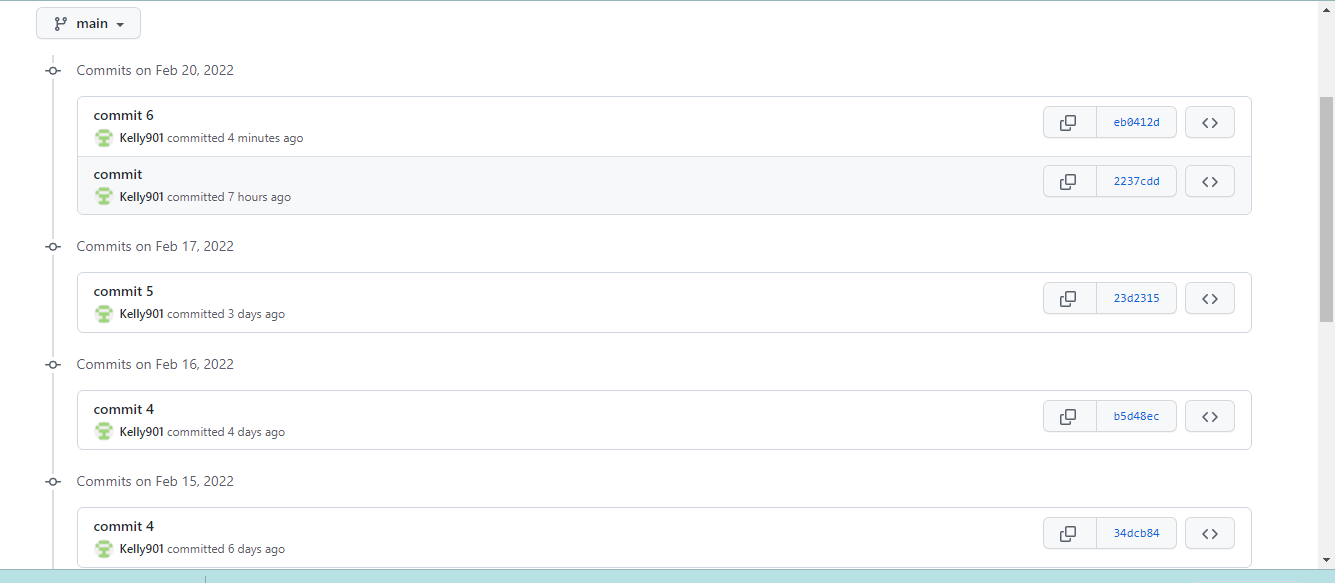 main
Commits on Feb 20, 2022
commit 6
Kelly901 committed 4 minutes ago
eb0412d
commit
Kelly901 committed 7 hours ago
2237cdd
Commits on Feb 17, 2022
commit 5
Kelly901 committed 3 days ago
23d2315
Commits on Feb 16, 2022
commit 4
Kelly901 committed 4 days ago
b5d48ec
Commits on Feb 15, 2022
commit 4
Kelly901 committed 6 days ago
34dcb84